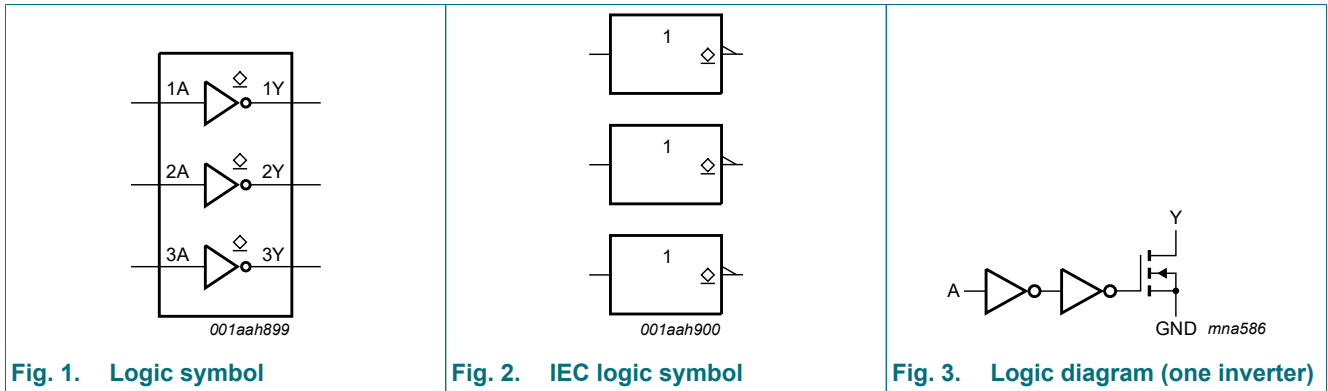 1A 1Y
2A 2Y
3A 3Y
001aah899
Fig. 1. Logic symbol
1
1
1
001aah900
Fig. 2. IEC logic symbol
Y
A
GND mna586
Fig. 3. Logic diagram (one inverter)